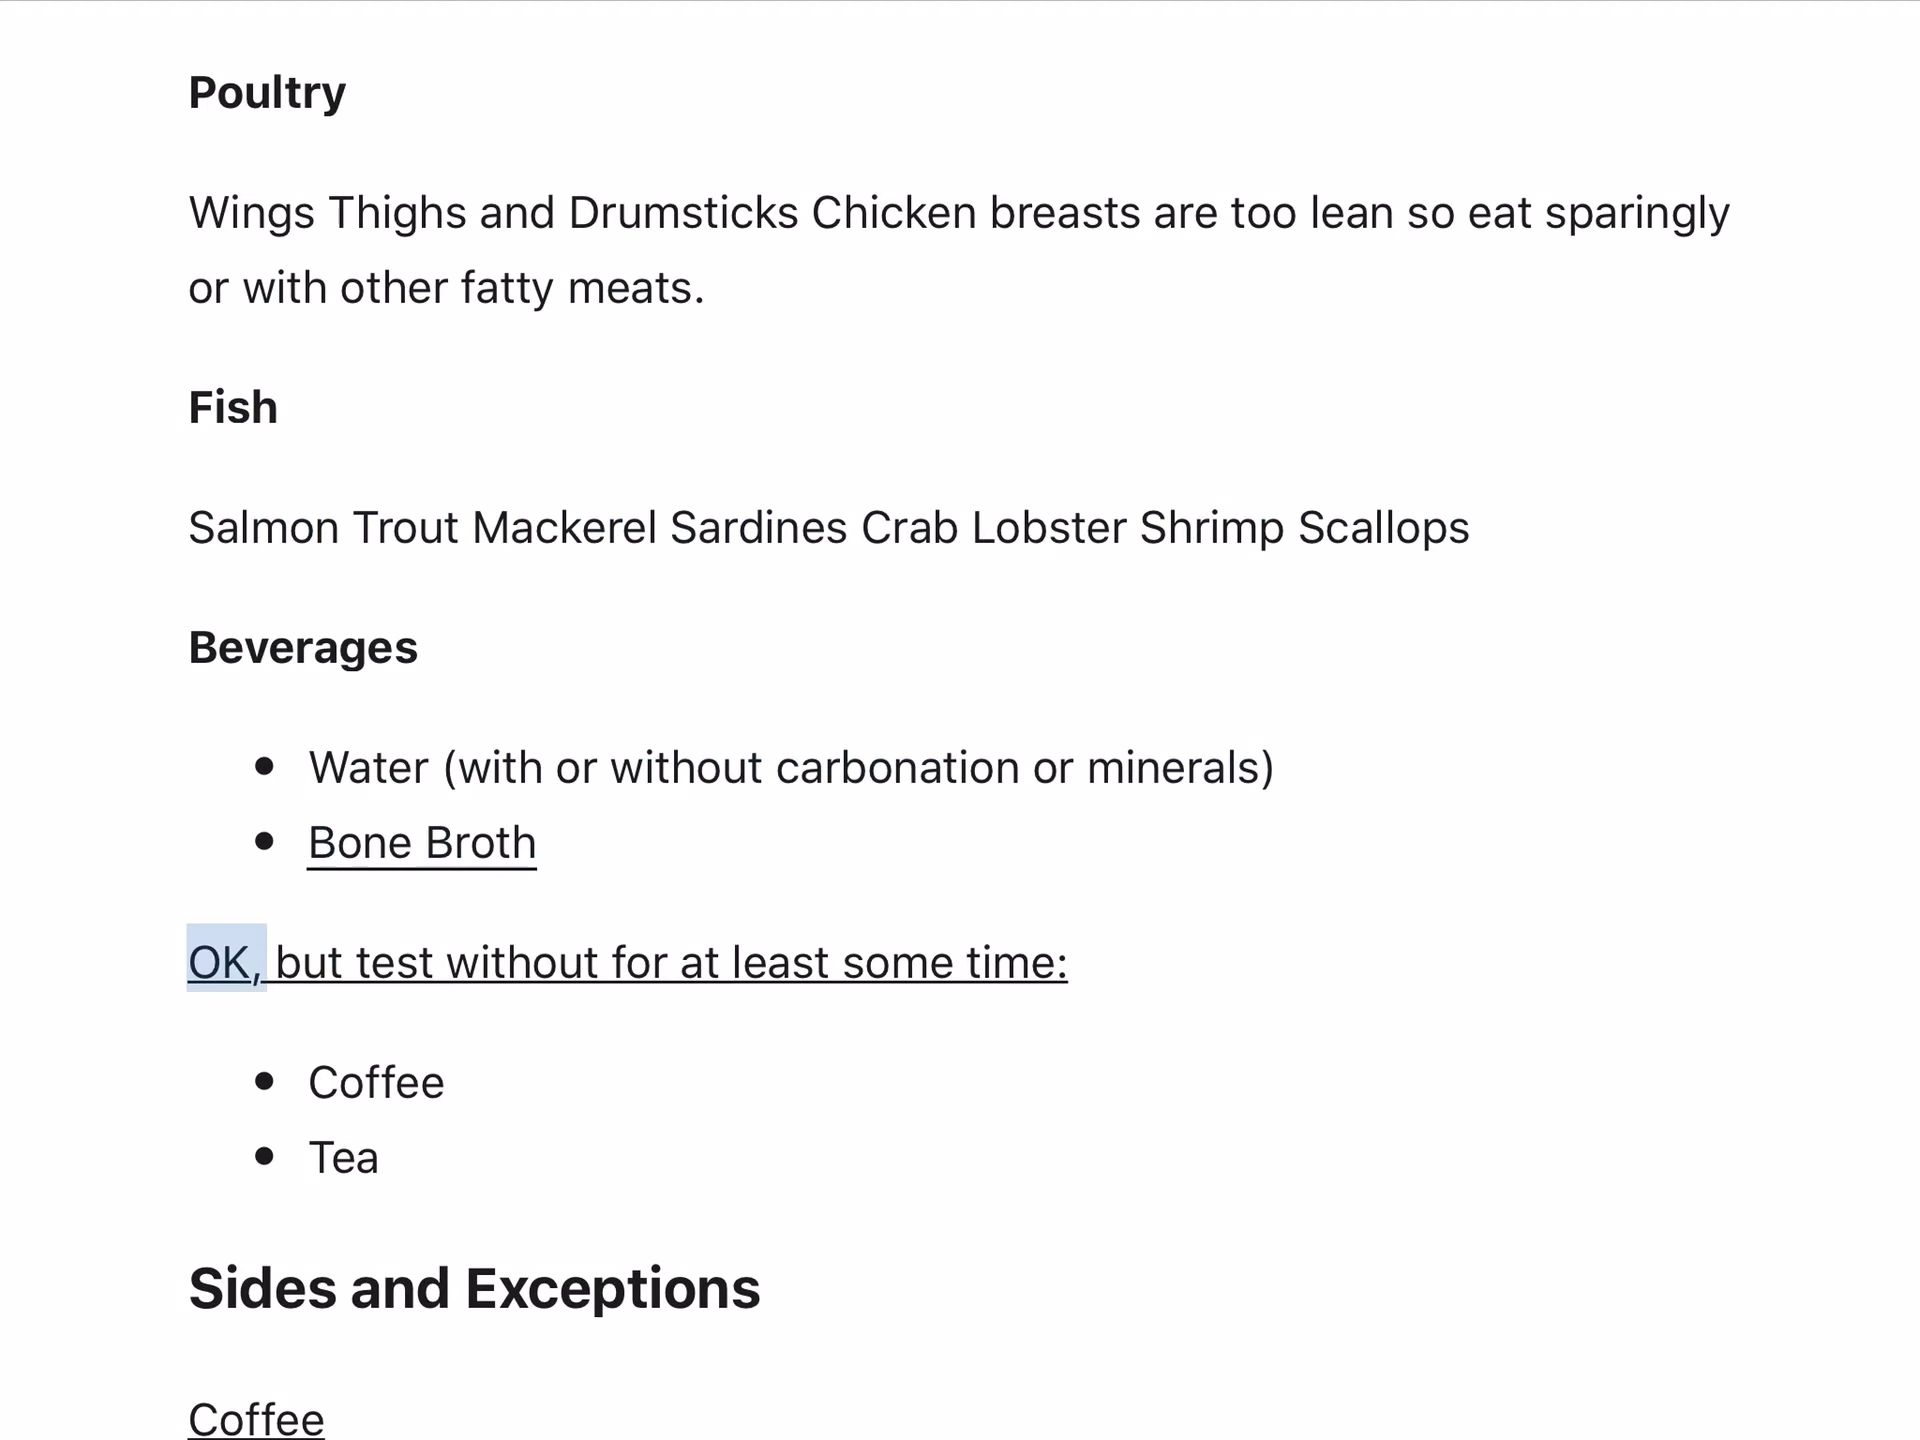 Poultry
Wings Thighs and Drumsticks Chicken breasts are too lean so eat sparingly
or with other fatty meats.
Fish
Salmon Trout Mackerel Sardines Crab Lobster Shrimp Scallops
Beverages
Water (with or without carbonation or minerals)
Bone Broth
OK, but test without for at least some time:
Coffee
Tea
Sides and Exceptions
Coffee